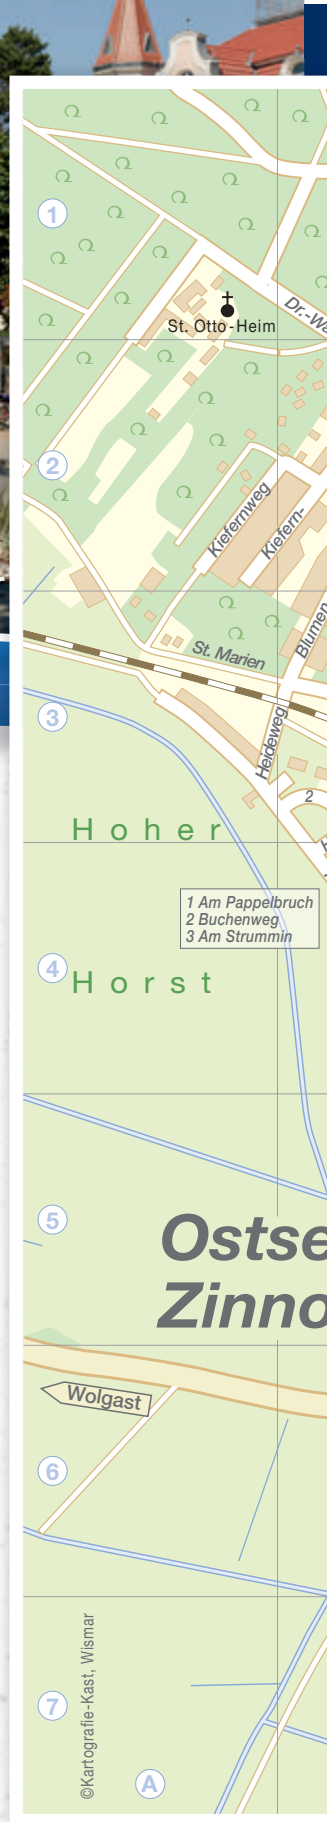 1
St. Otto-Heim
Dr.-We
2
Kiefernweg
Kiefern-
Blumen
St. Marien
3
Heideweg
2
Hoher
1 Am Pappelbruch
2 Buchenweg
3 Am Strummin
4
Horst
5
Ostse
Zinno
Wolgast
6
©Kartografie-Kast, Wismar
7
A